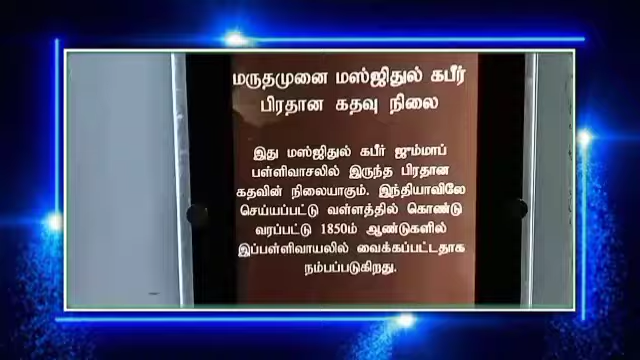 மருதமுனை மஸ்ஜிதுல் கபீர்
பிரதான கதவு நிலை
இது மஸ்ஜிதுல் கபீர் ஜும்மாப்
பள்ளிவாசலில் இருந்த பிரதான
கதவின் நிலையாகும். இந்தியாவிலே
செய்யப்பட்டு வள்ளத்தில் கொண்டு
வரப்பட்டு 1850ம் ஆண்டுகளில்
இப்பள்ளிவாயலில் வைக்கப்பட்டதாக
நம்பப்படுகிறது.